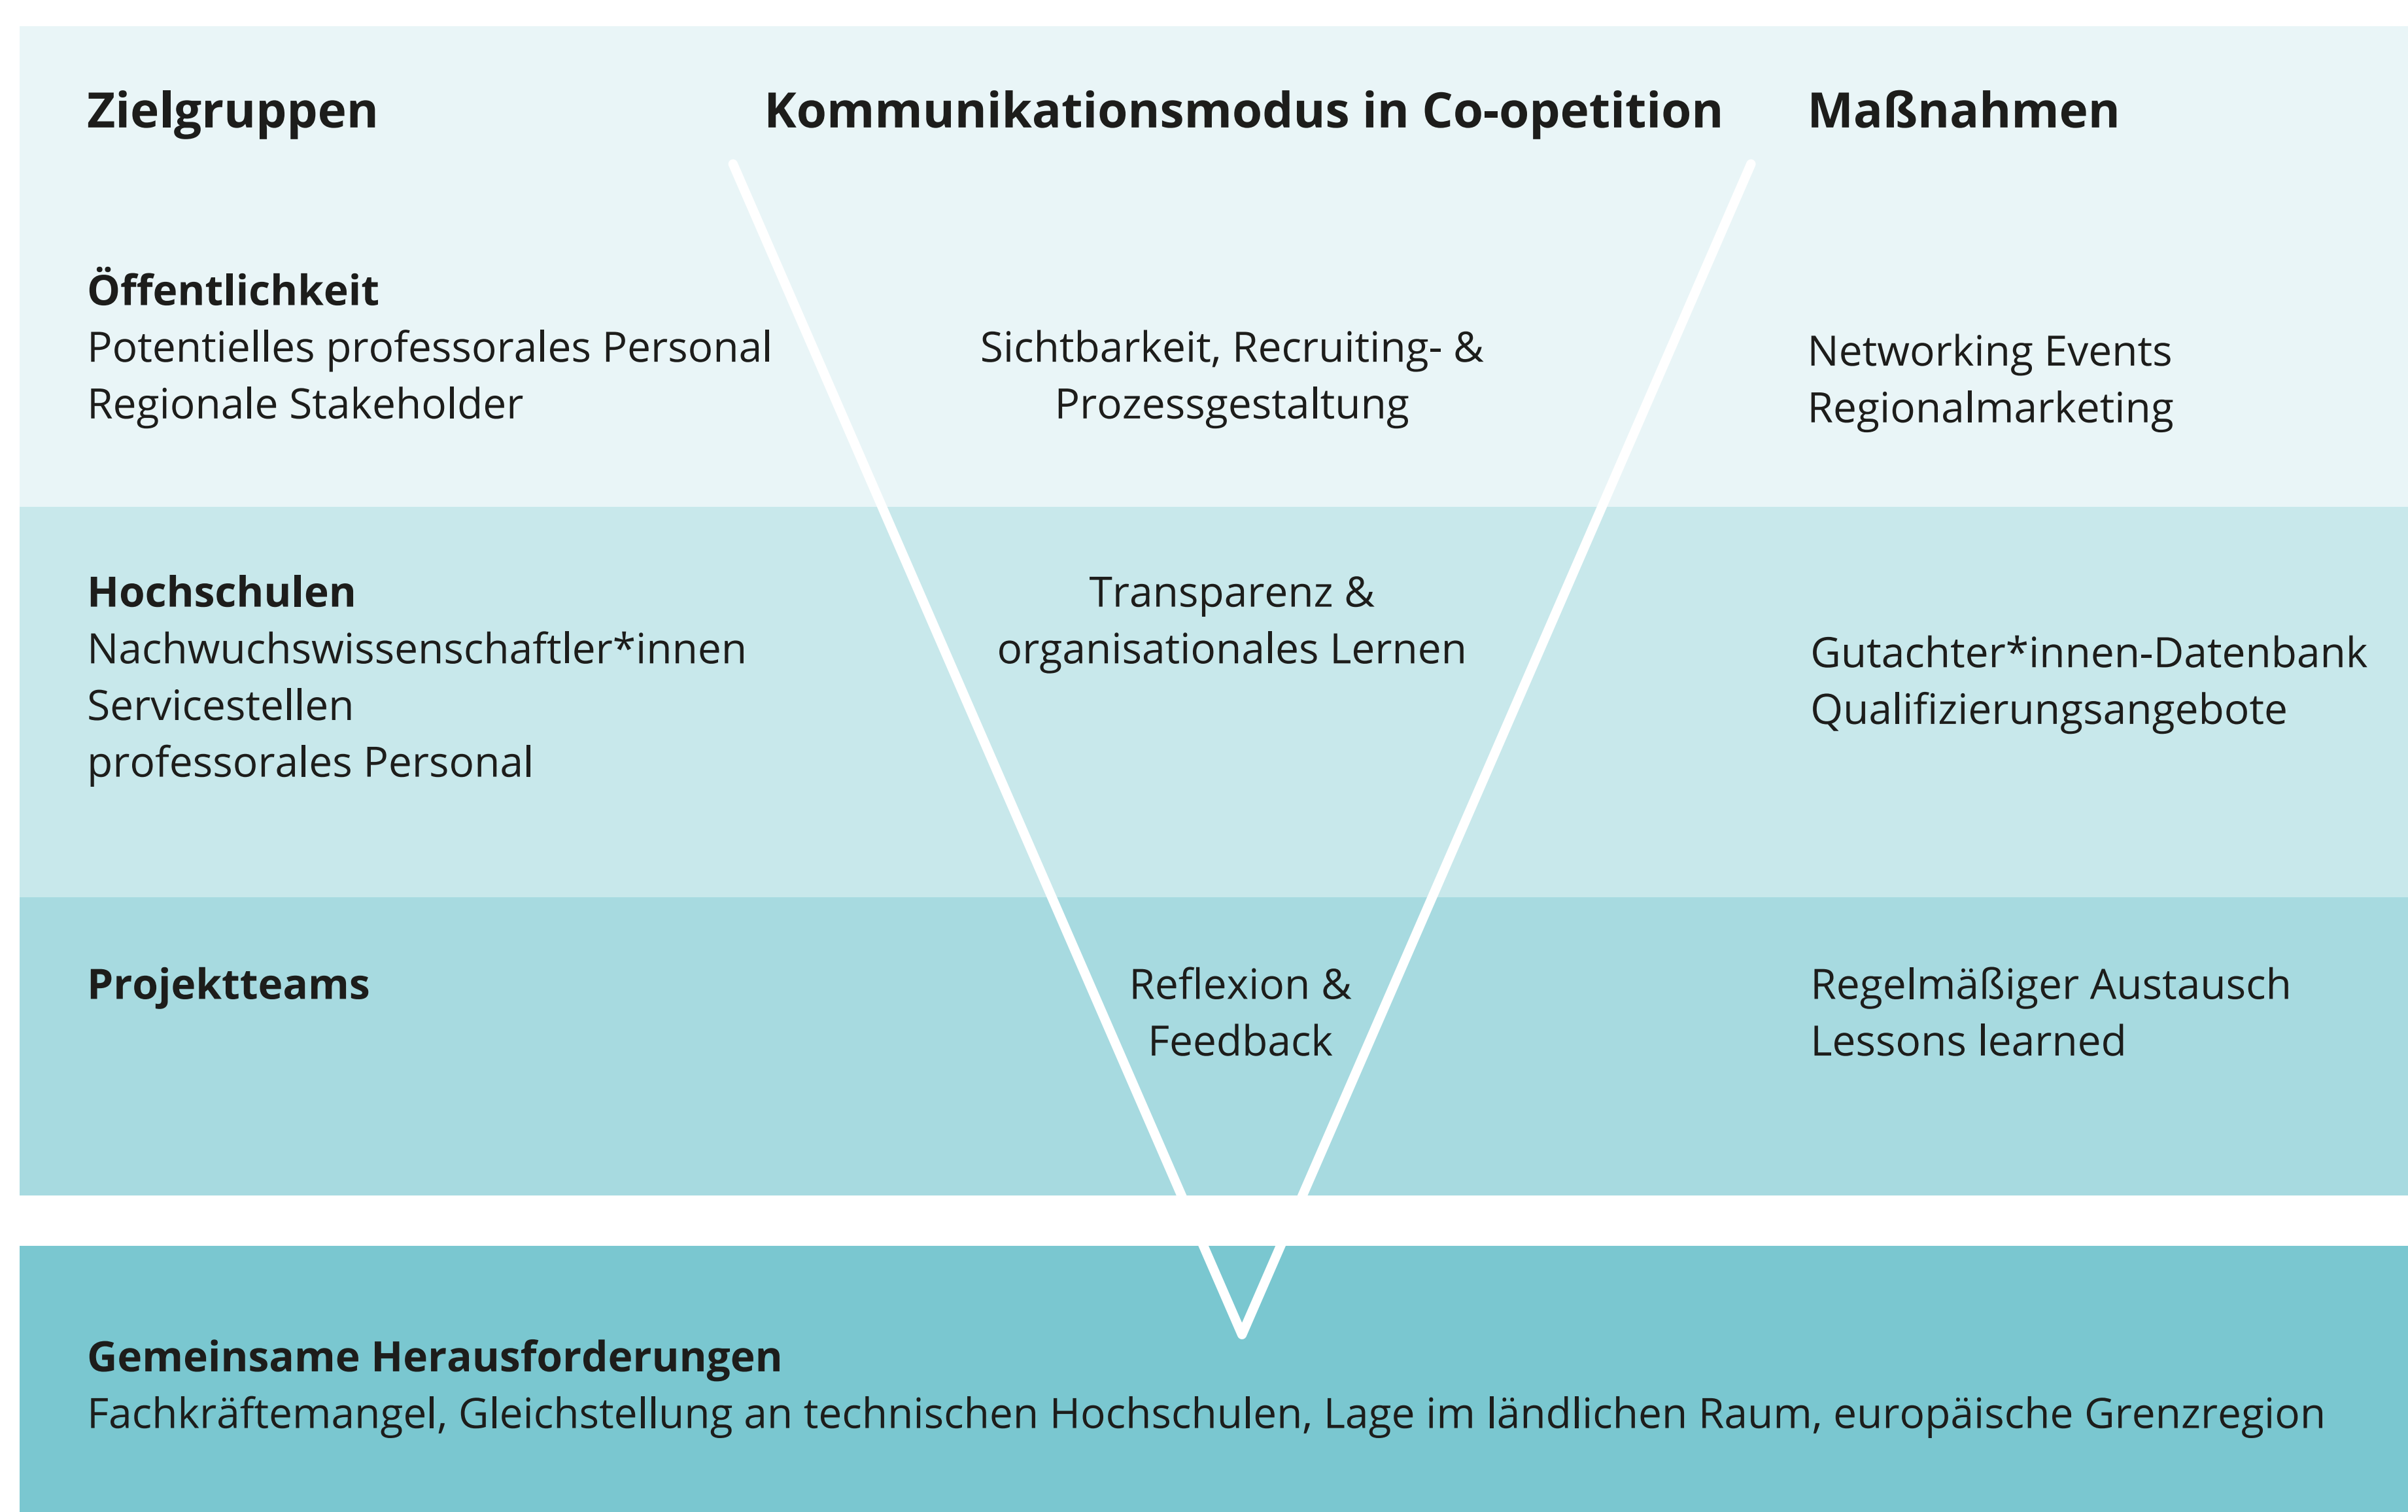 Zielgruppen
Kommunikationsmodus in Co-opetition
Maßnahmen
Öffentlichkeit
Potentielles professorales Personal
Regionale Stakeholder
Sichtbarkeit, Recruiting- &
Prozessgestaltung
Networking Events
Regionalmarketing
Hochschulen
Nachwuchswissenschaftler*innen
Servicestellen
professorales Personal
Transparenz &
organisationales Lernen
Gutachter*innen-Datenbank
Qualifizierungsangebote
Projektteams
Reflexion &
Feedback
Regelmäßiger Austausch
Lessons learned
Gemeinsame Herausforderungen
Fachkräftemangel, Gleichstellung an technischen Hochschulen, Lage im ländlichen Raum, europäische Grenzregion